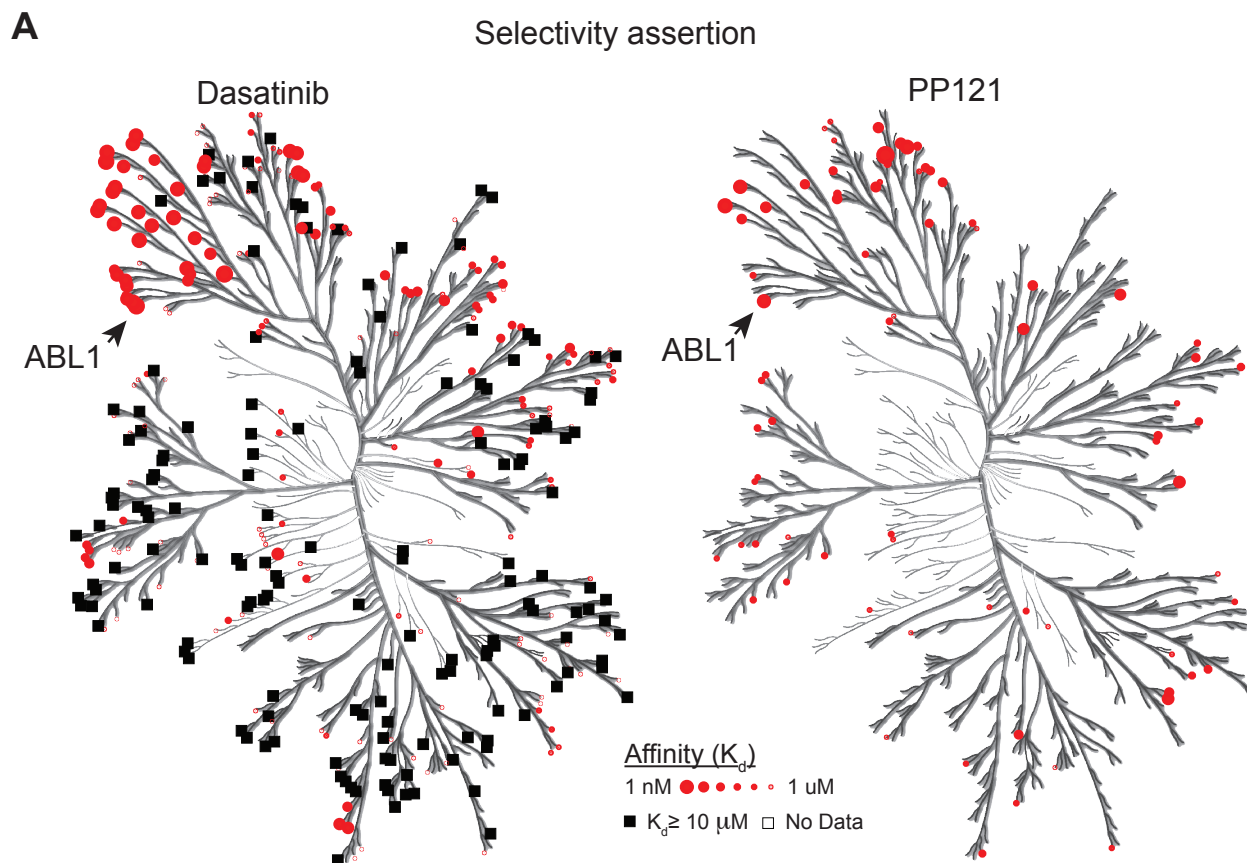 A
Selectivity assertion
Dasatinib
PP121
ABL1
ABL1
Affinity (Kd)
1 nM 1 uM
Kd ≥ 10 μM No Data